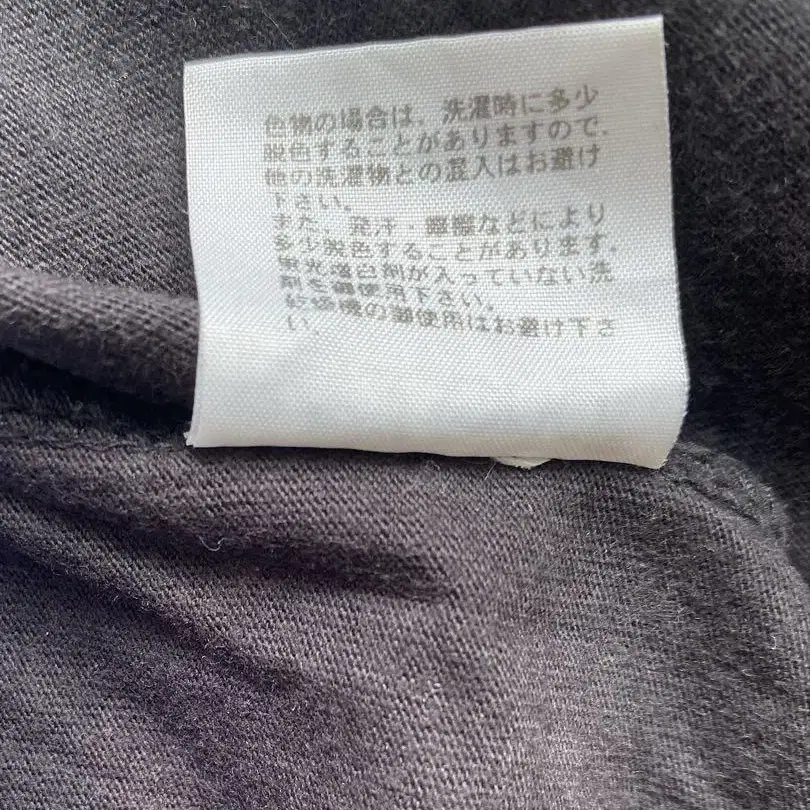 色物の場合は、洗濯時に多少
脱色することがありますので、
他の洗濯物との混入はお避け
下さい。
また、発汗・摩擦などにより
多少脱色することがあります。
蛍光増白剤が入っていない洗
剤を御使用下さい。
乾燥機の御使用はお避け下さ
い。